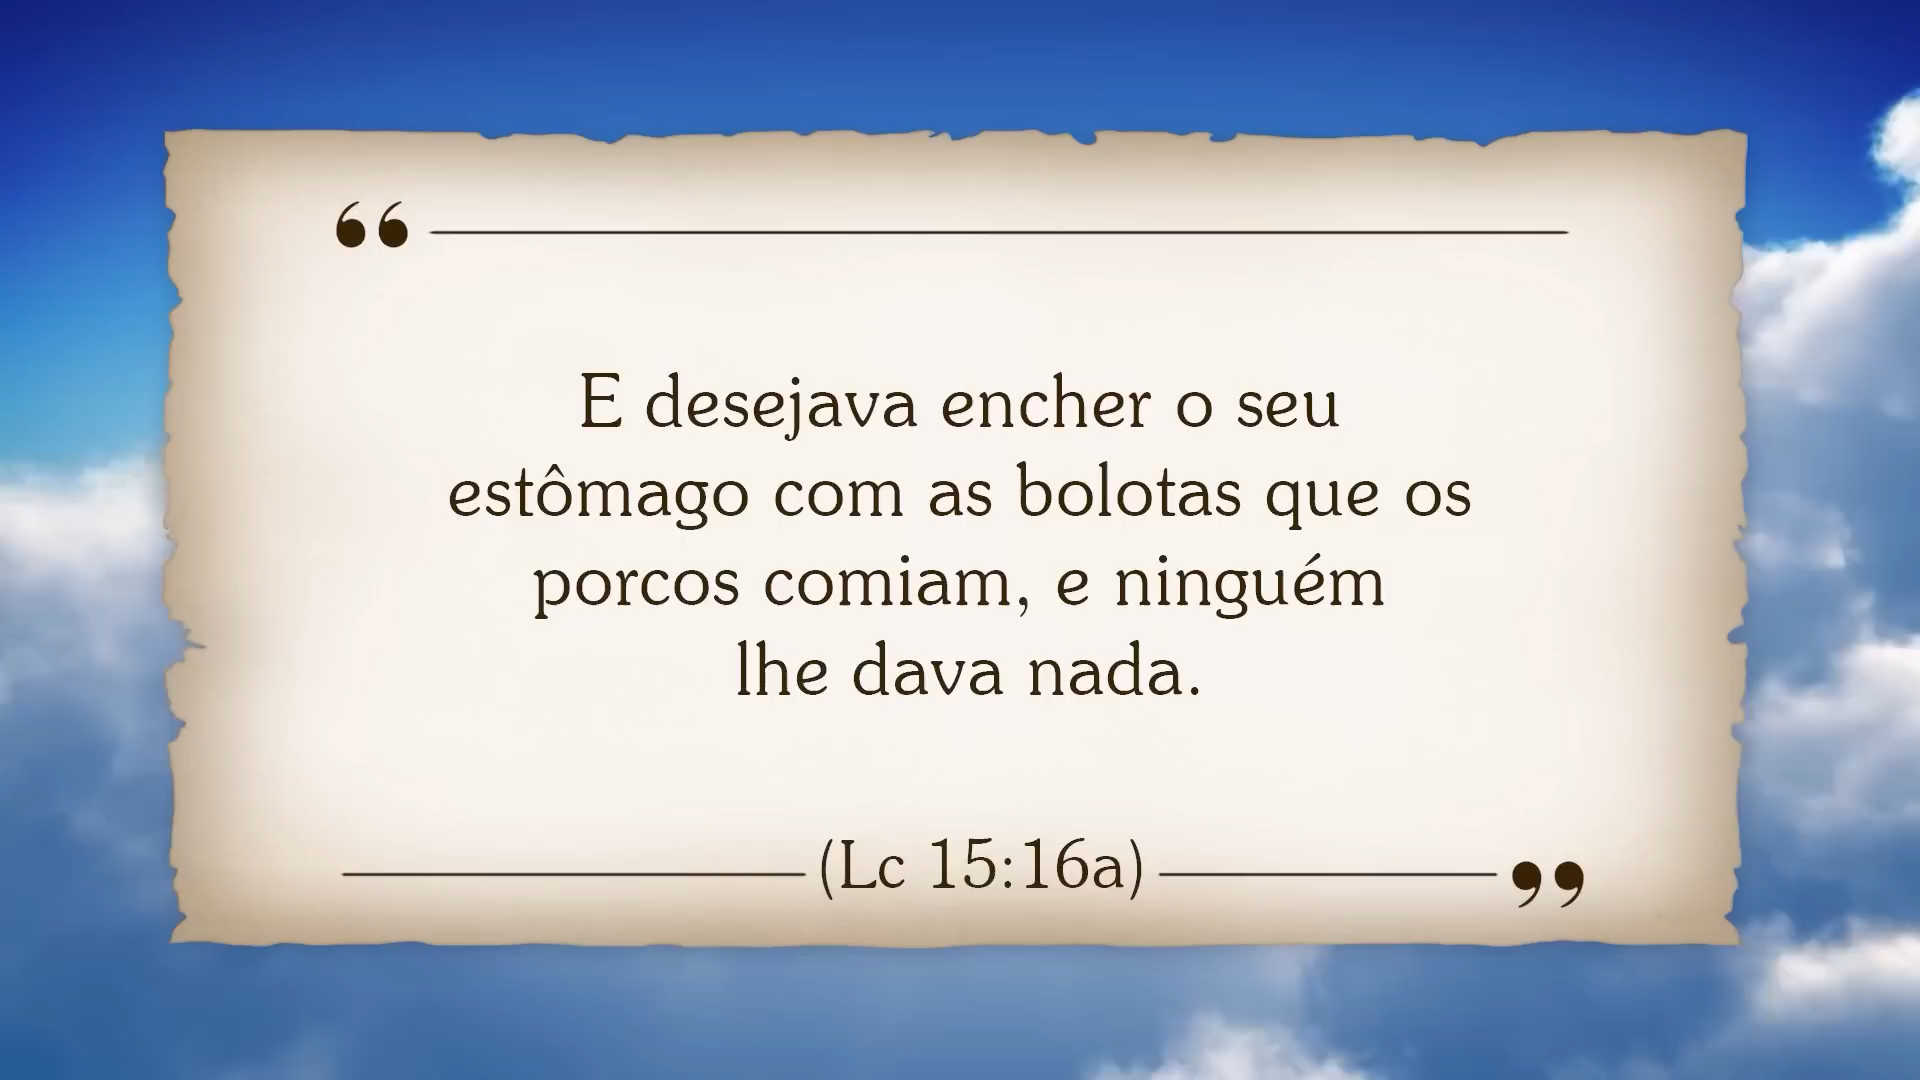 “
E desejava encher o seu
estômago com as bolotas que os
porcos comiam, e ninguém
lhe dava nada.
(Lc 15:16a)
”